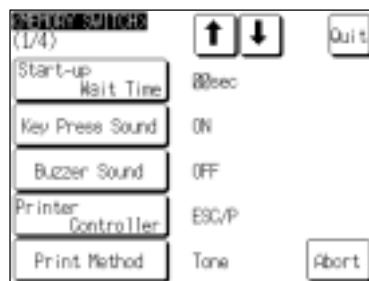 <MEMORY SWITCH>
(1/4)
Quit
Start-up
Wait Time
00sec
Key Press Sound
ON
Buzzer Sound
OFF
Printer
Controller
ESC/P
Print Method
Tone
Abort